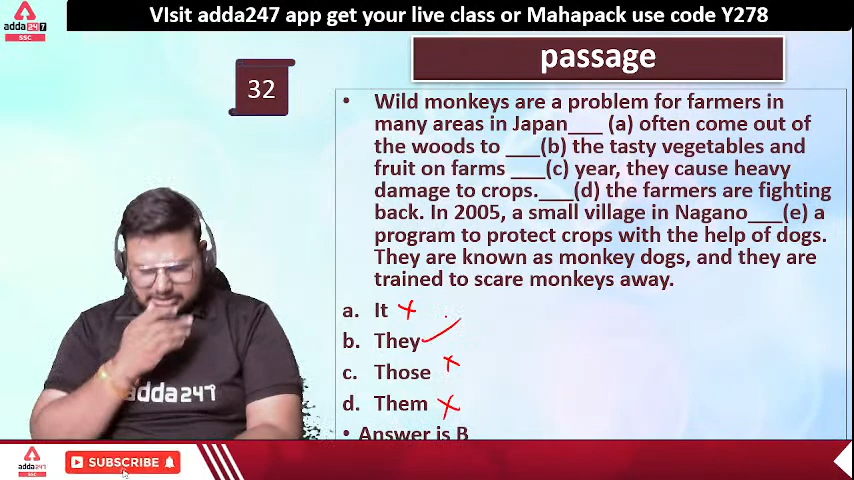 VIsit adda247 app get your live class or Mahapack use code Y278
adda247
SSC
passage
32
• Wild monkeys are a problem for farmers in
many areas in Japan___ (a) often come out of
the woods to ___(b) the tasty vegetables and
fruit on farms ___(c) year, they cause heavy
damage to crops.___(d) the farmers are fighting
back. In 2005, a small village in Nagano___(e) a
program to protect crops with the help of dogs.
They are known as monkey dogs, and they are
trained to scare monkeys away.
a. It
b. They
c. Those
d. Them
• Answer is B
adda247
adda247
SSC
SUBSCRIBE